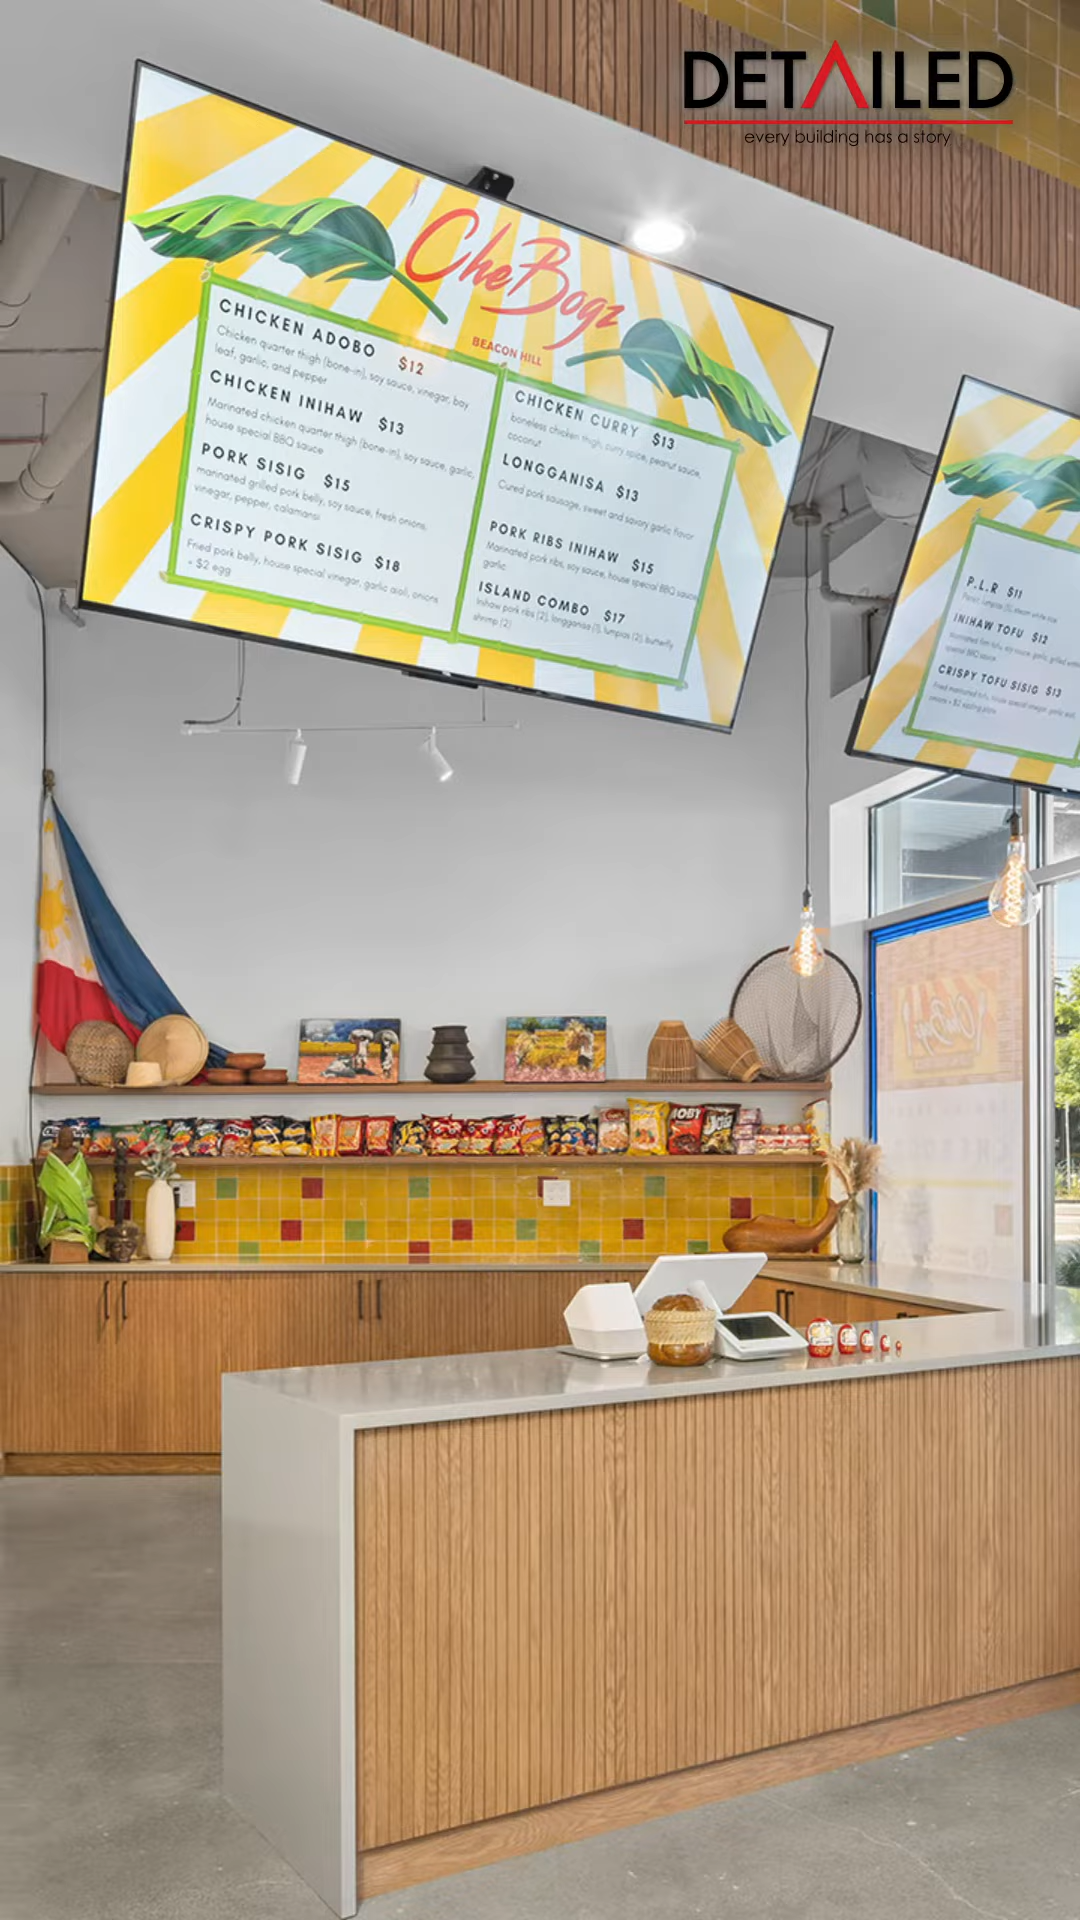 DETAILED
every building has a story
CheBogz
BEACON HILL
CHICKEN ADOBO $12
Chicken quarter thigh (bone-in), soy sauce, vinegar, bay
leaf, garlic, and pepper
CHICKEN INIHAW $13
Marinated chicken quarter thigh (bone-in), soy sauce, garlic,
house special BBQ sauce
PORK SISIG $15
marinated grilled pork belly, soy sauce, fresh onions,
vinegar, pepper, calamansi
CRISPY PORK SISIG $18
Fried pork belly, house special vinegar, garlic aioli, onions
+ $2 egg
CHICKEN CURRY $13
boneless chicken thigh, curry spice, peanut sauce,
coconut
LONGGANISA $13
Cured pork sausage, sweet and savory garlic flavor
PORK RIBS INIHAW $15
Marinated pork ribs, soy sauce, house special BBQ sauce
garlic
ISLAND COMBO $17
Inihaw pork ribs (2), longganisa (1), lumpias (2), butterfly
shrimp (2)
P.L.R $11
INIHAW TOFU $12
special BBQ sauce
CRISPY TOFU SISIG $13
MOBY